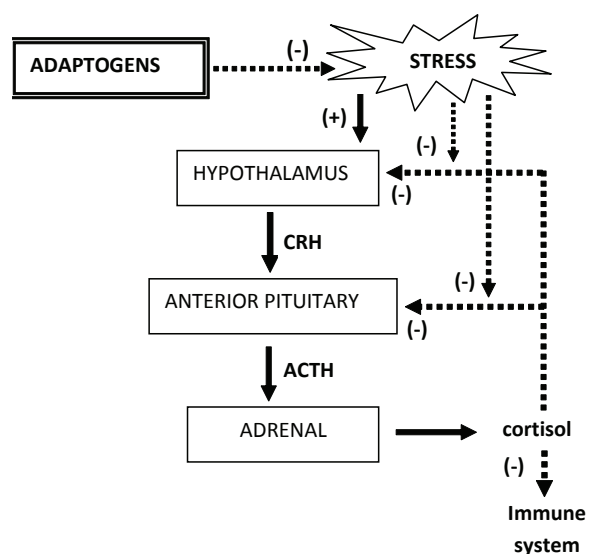 (-)
ADAPTOGENS
STRESS
(+)
(-)
HYPOTHALAMUS
(-)
CRH
(-)
ANTERIOR PITUITARY
(-)
ACTH
ADRENAL
cortisol
(-)
Immune
system